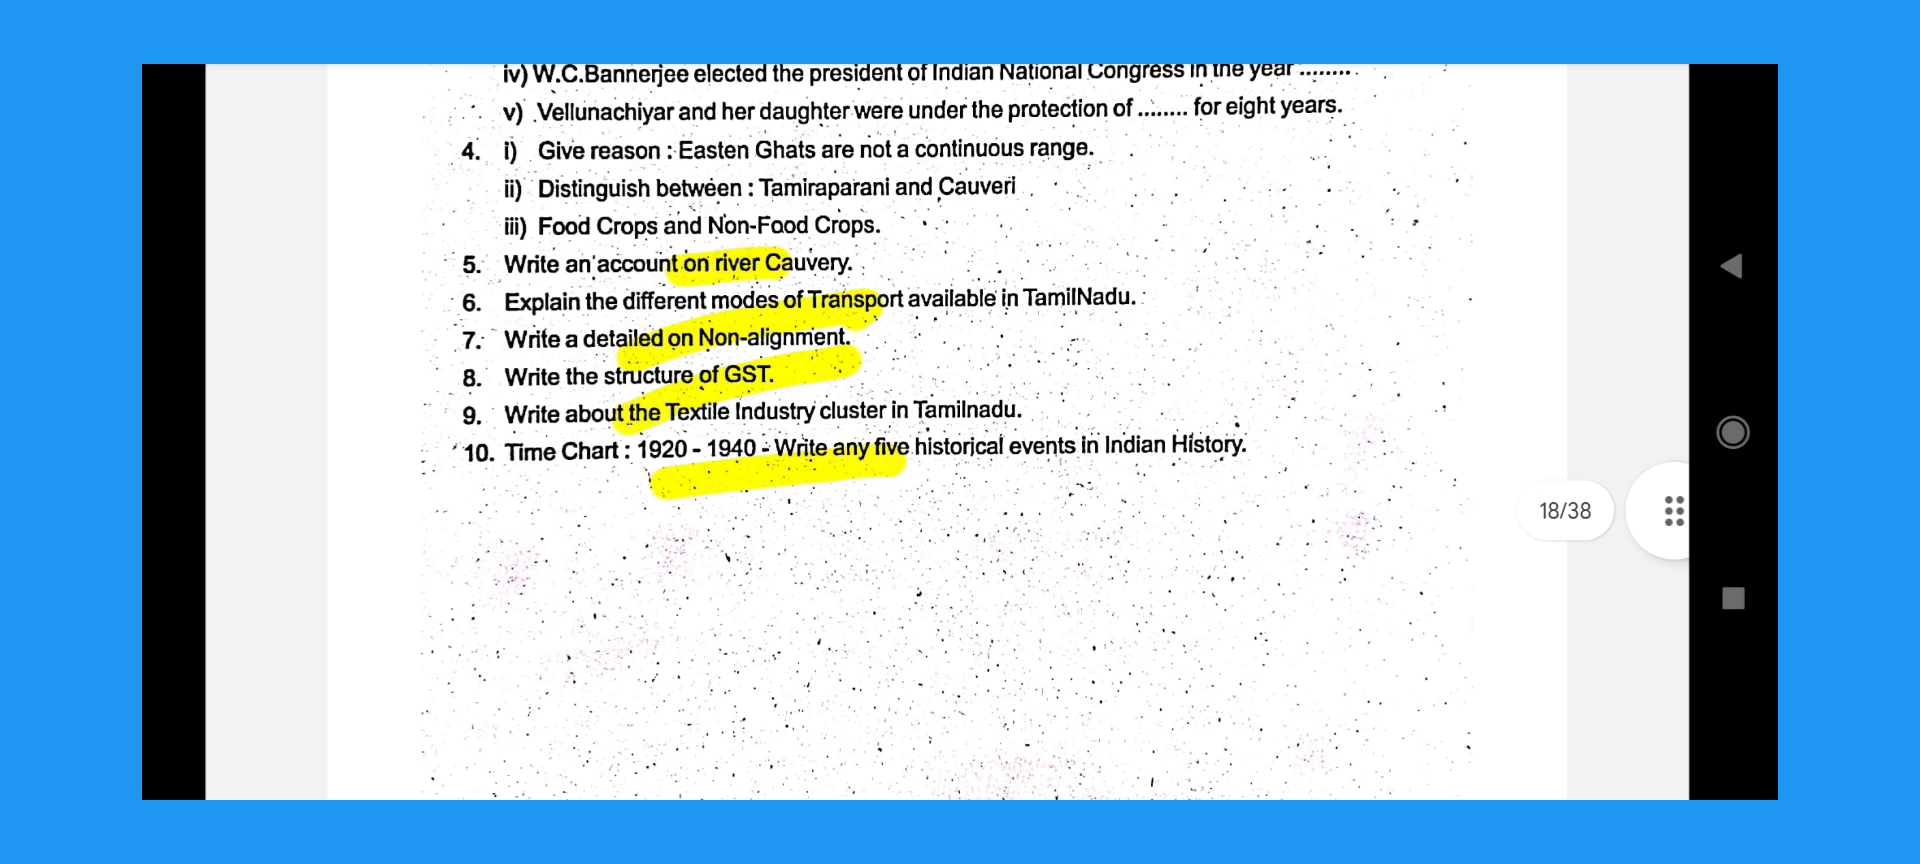 iv) W.C.Bannerjee elected the president of Indian National Congress in the year ........
v) Vellunachiyar and her daughter were under the protection of ........ for eight years.
4. i) Give reason : Easten Ghats are not a continuous range.
ii) Distinguish between : Tamiraparani and Cauveri
iii) Food Crops and Non-Food Crops.
5. Write an account on river Cauvery.
6. Explain the different modes of Transport available in TamilNadu.
7. Write a detailed on Non-alignment.
8. Write the structure of GST.
9. Write about the Textile Industry cluster in Tamilnadu.
10. Time Chart : 1920 - 1940 - Write any five historical events in Indian History.
18/38